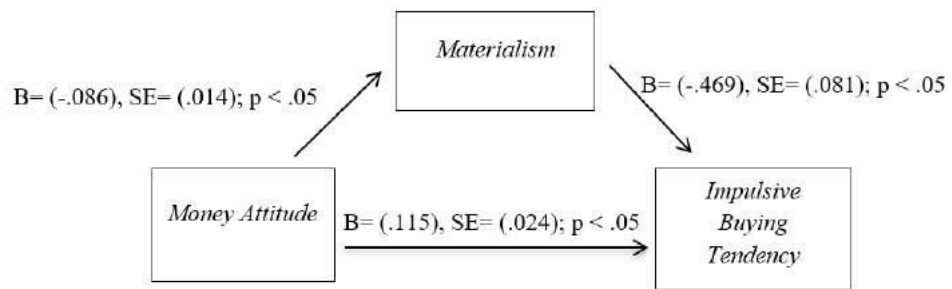 Materialism
B= (-.086), SE= (.014); p < .05
B= (-.469), SE= (.081); p < .05
Money Attitude
B= (.115), SE= (.024); p < .05
Impulsive
Buying
Tendency